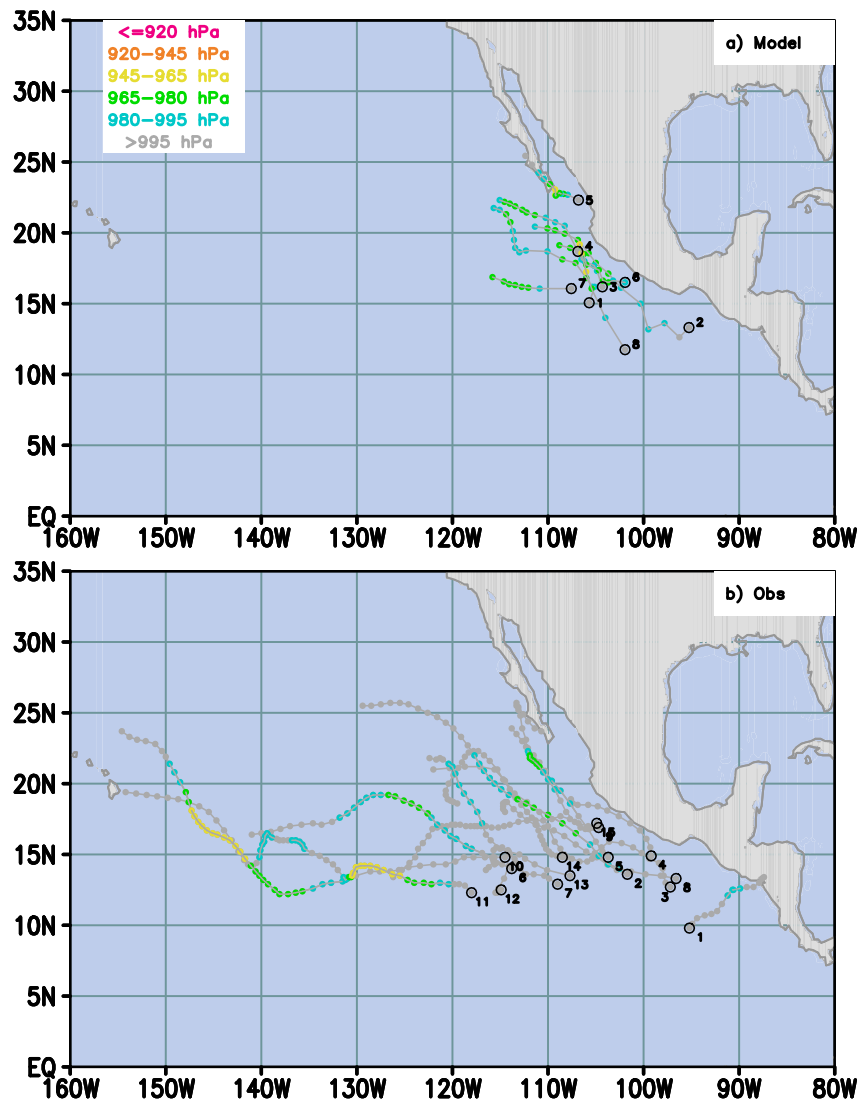 35N
<=920 hPa
920-945 hPa
945-965 hPa
965-980 hPa
980-995 hPa
>995 hPa
a) Model
30N
25N
20N
15N
10N
5N
EQ
5
4
7
3
6
1
2
8
160W 150W 140W 130W 120W 110W 100W 90W 80W
35N
b) Obs
30N
25N
20N
15N
10N
5N
EQ
10
6
14
13
5
2
4
8
3
7
11
12
1
160W 150W 140W 130W 120W 110W 100W 90W 80W